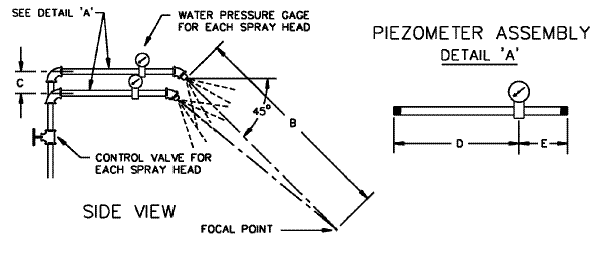 SEE DETAIL 'A'
WATER PRESSURE GAGE
FOR EACH SPRAY HEAD
C
45°
B
CONTROL VALVE FOR
EACH SPRAY HEAD
SIDE VIEW
FOCAL POINT
PIEZOMETER ASSEMBLY
DETAIL 'A'
D
E